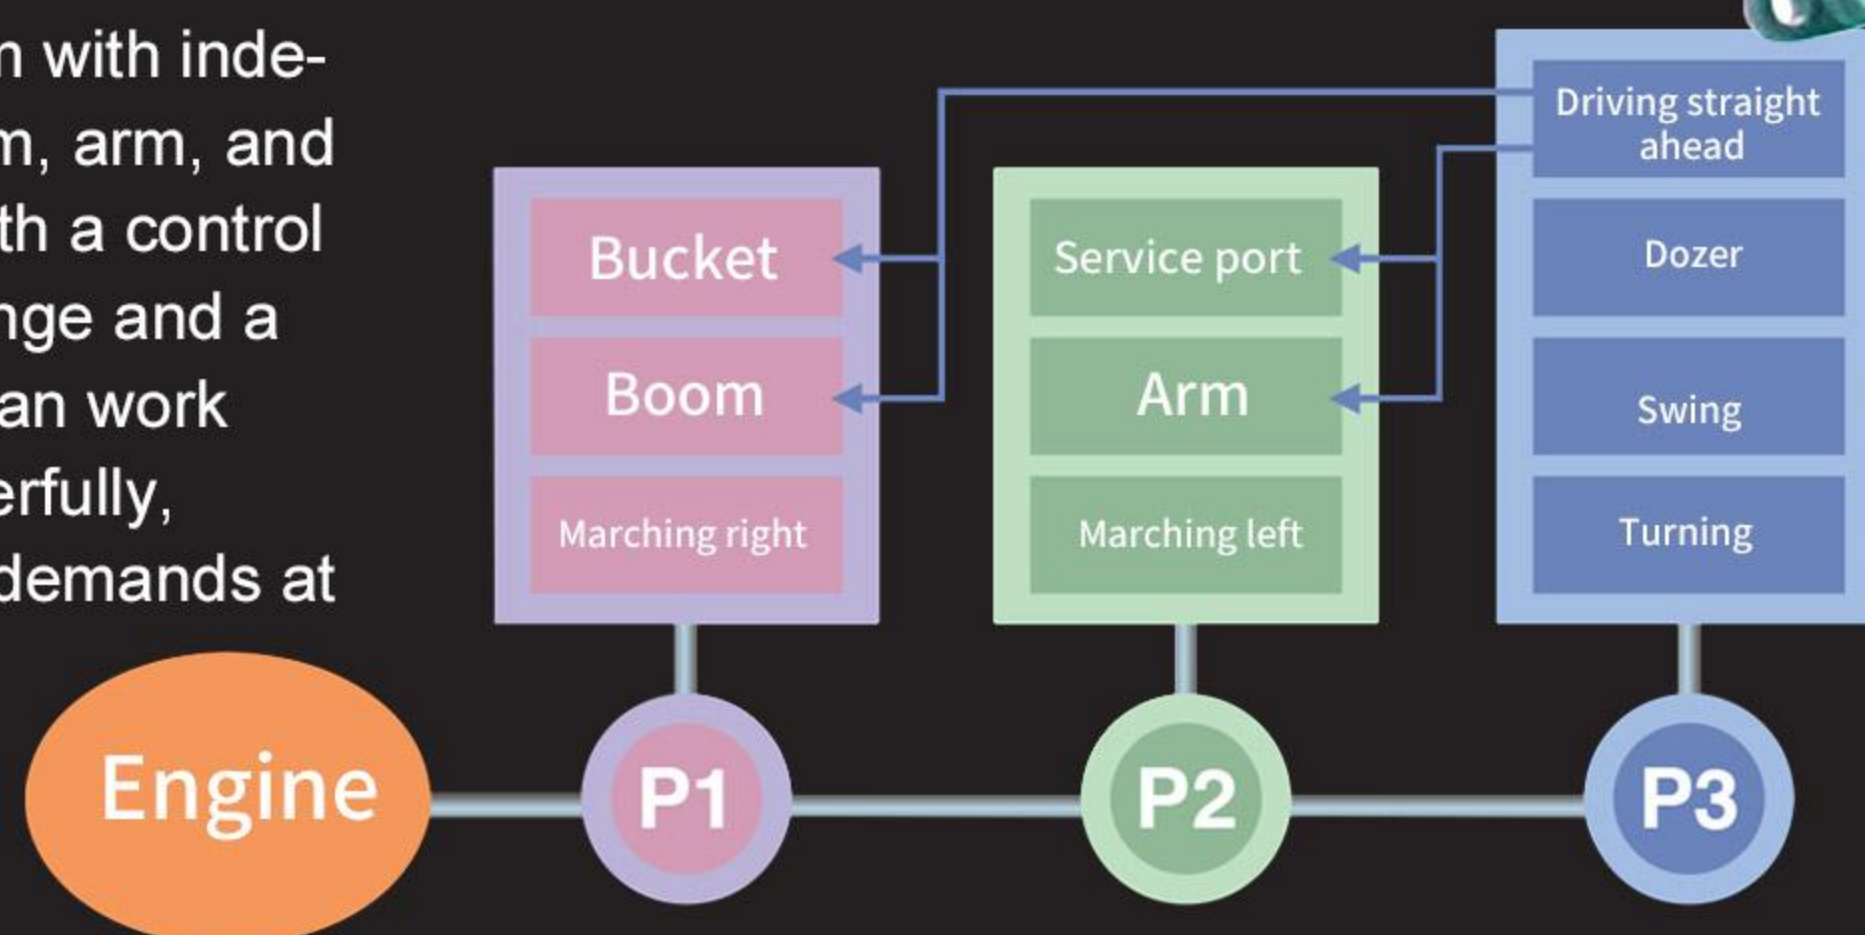 m with inde-
m, arm, and
th a control
nge and a
an work
erfully,
demands at
Driving straight
ahead
Bucket
Service port
Dozer
Boom
Arm
Swing
Marching right
Marching left
Turning
Engine
P1
P2
P3